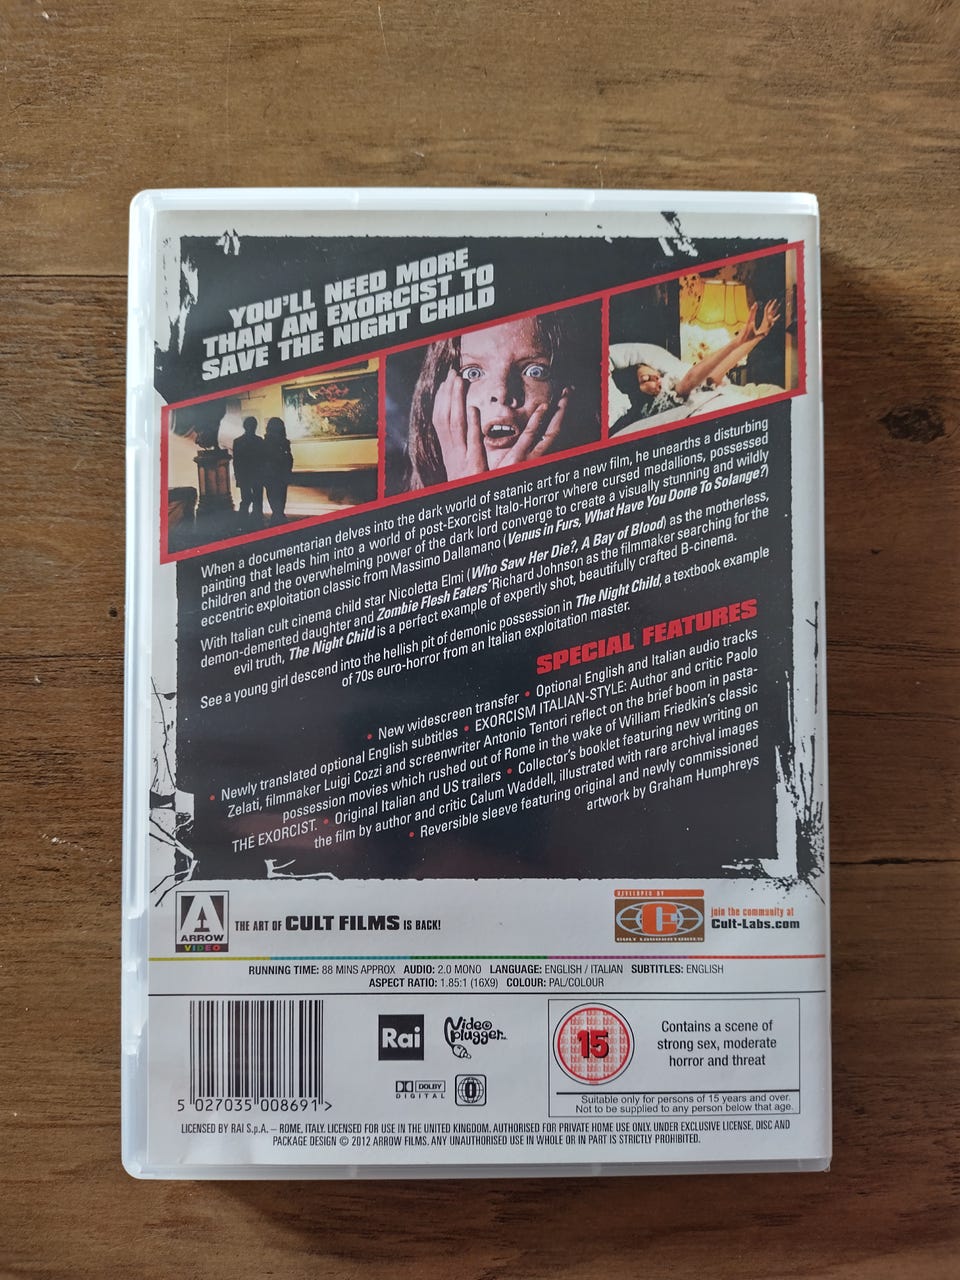 YOU'LL NEED MORE
THAN AN EXORCIST TO
SAVE THE NIGHT CHILD
When a documentarian delves into the dark world of satanic art for a new film, he unearths a disturbing
painting that leads him into a world of post-Exorcist Italo-Horror where cursed medallions, possessed
children and the overwhelming power of the dark lord converge to create a visually stunning and wildly
eccentric exploitation classic from Massimo Dallamano (Venus in Furs, What Have You Done To Solange?)
With Italian cult cinema child star Nicoletta Elmi (Who Saw Her Die?, A Bay of Blood) as the motherless,
demon-demented daughter and Zombie Flesh Eaters' Richard Johnson as the filmmaker searching for the
evil truth, The Night Child is a perfect example of expertly shot, beautifully crafted B-cinema.
See a young girl descend into the hellish pit of demonic possession in The Night Child, a textbook example
of 70s euro-horror from an Italian exploitation master.
SPECIAL FEATURES
• New widescreen transfer • Optional English and Italian audio tracks
• Newly translated optional English subtitles • EXORCISM ITALIAN-STYLE: Author and critic Paolo
Zelati, filmmaker Luigi Cozzi and screenwriter Antonio Tentori reflect on the brief boom in pasta-
possession movies which rushed out of Rome in the wake of William Friedkin's classic
THE EXORCIST. • Original Italian and US trailers • Collector's booklet featuring new writing on
the film by author and critic Calum Waddell, illustrated with rare archival images
• Reversible sleeve featuring original and newly commissioned
artwork by Graham Humphreys
A
ARROW
VIDEO
THE ART OF CULT FILMS IS BACK!
DEVELOPED BY
C
CULT LABORATORIES
join the community at
Cult-Labs.com
RUNNING TIME: 88 MINS APPROX AUDIO: 2.0 MONO LANGUAGE: ENGLISH / ITALIAN SUBTITLES: ENGLISH
ASPECT RATIO: 1.85:1 (16X9) COLOUR: PAL/COLOUR
5 027035 008691 >
Rai
Video
plugger
DOLBY
DIGITAL
0
15
Contains a scene of
strong sex, moderate
horror and threat
Suitable only for persons of 15 years and over.
Not to be supplied to any person below that age.
LICENSED BY RAI S.p.A. – ROME, ITALY. LICENSED FOR USE IN THE UNITED KINGDOM. AUTHORISED FOR PRIVATE HOME USE ONLY. UNDER EXCLUSIVE LICENSE, DISC AND
PACKAGE DESIGN © 2012 ARROW FILMS. ANY UNAUTHORISED USE IN WHOLE OR IN PART IS STRICTLY PROHIBITED.